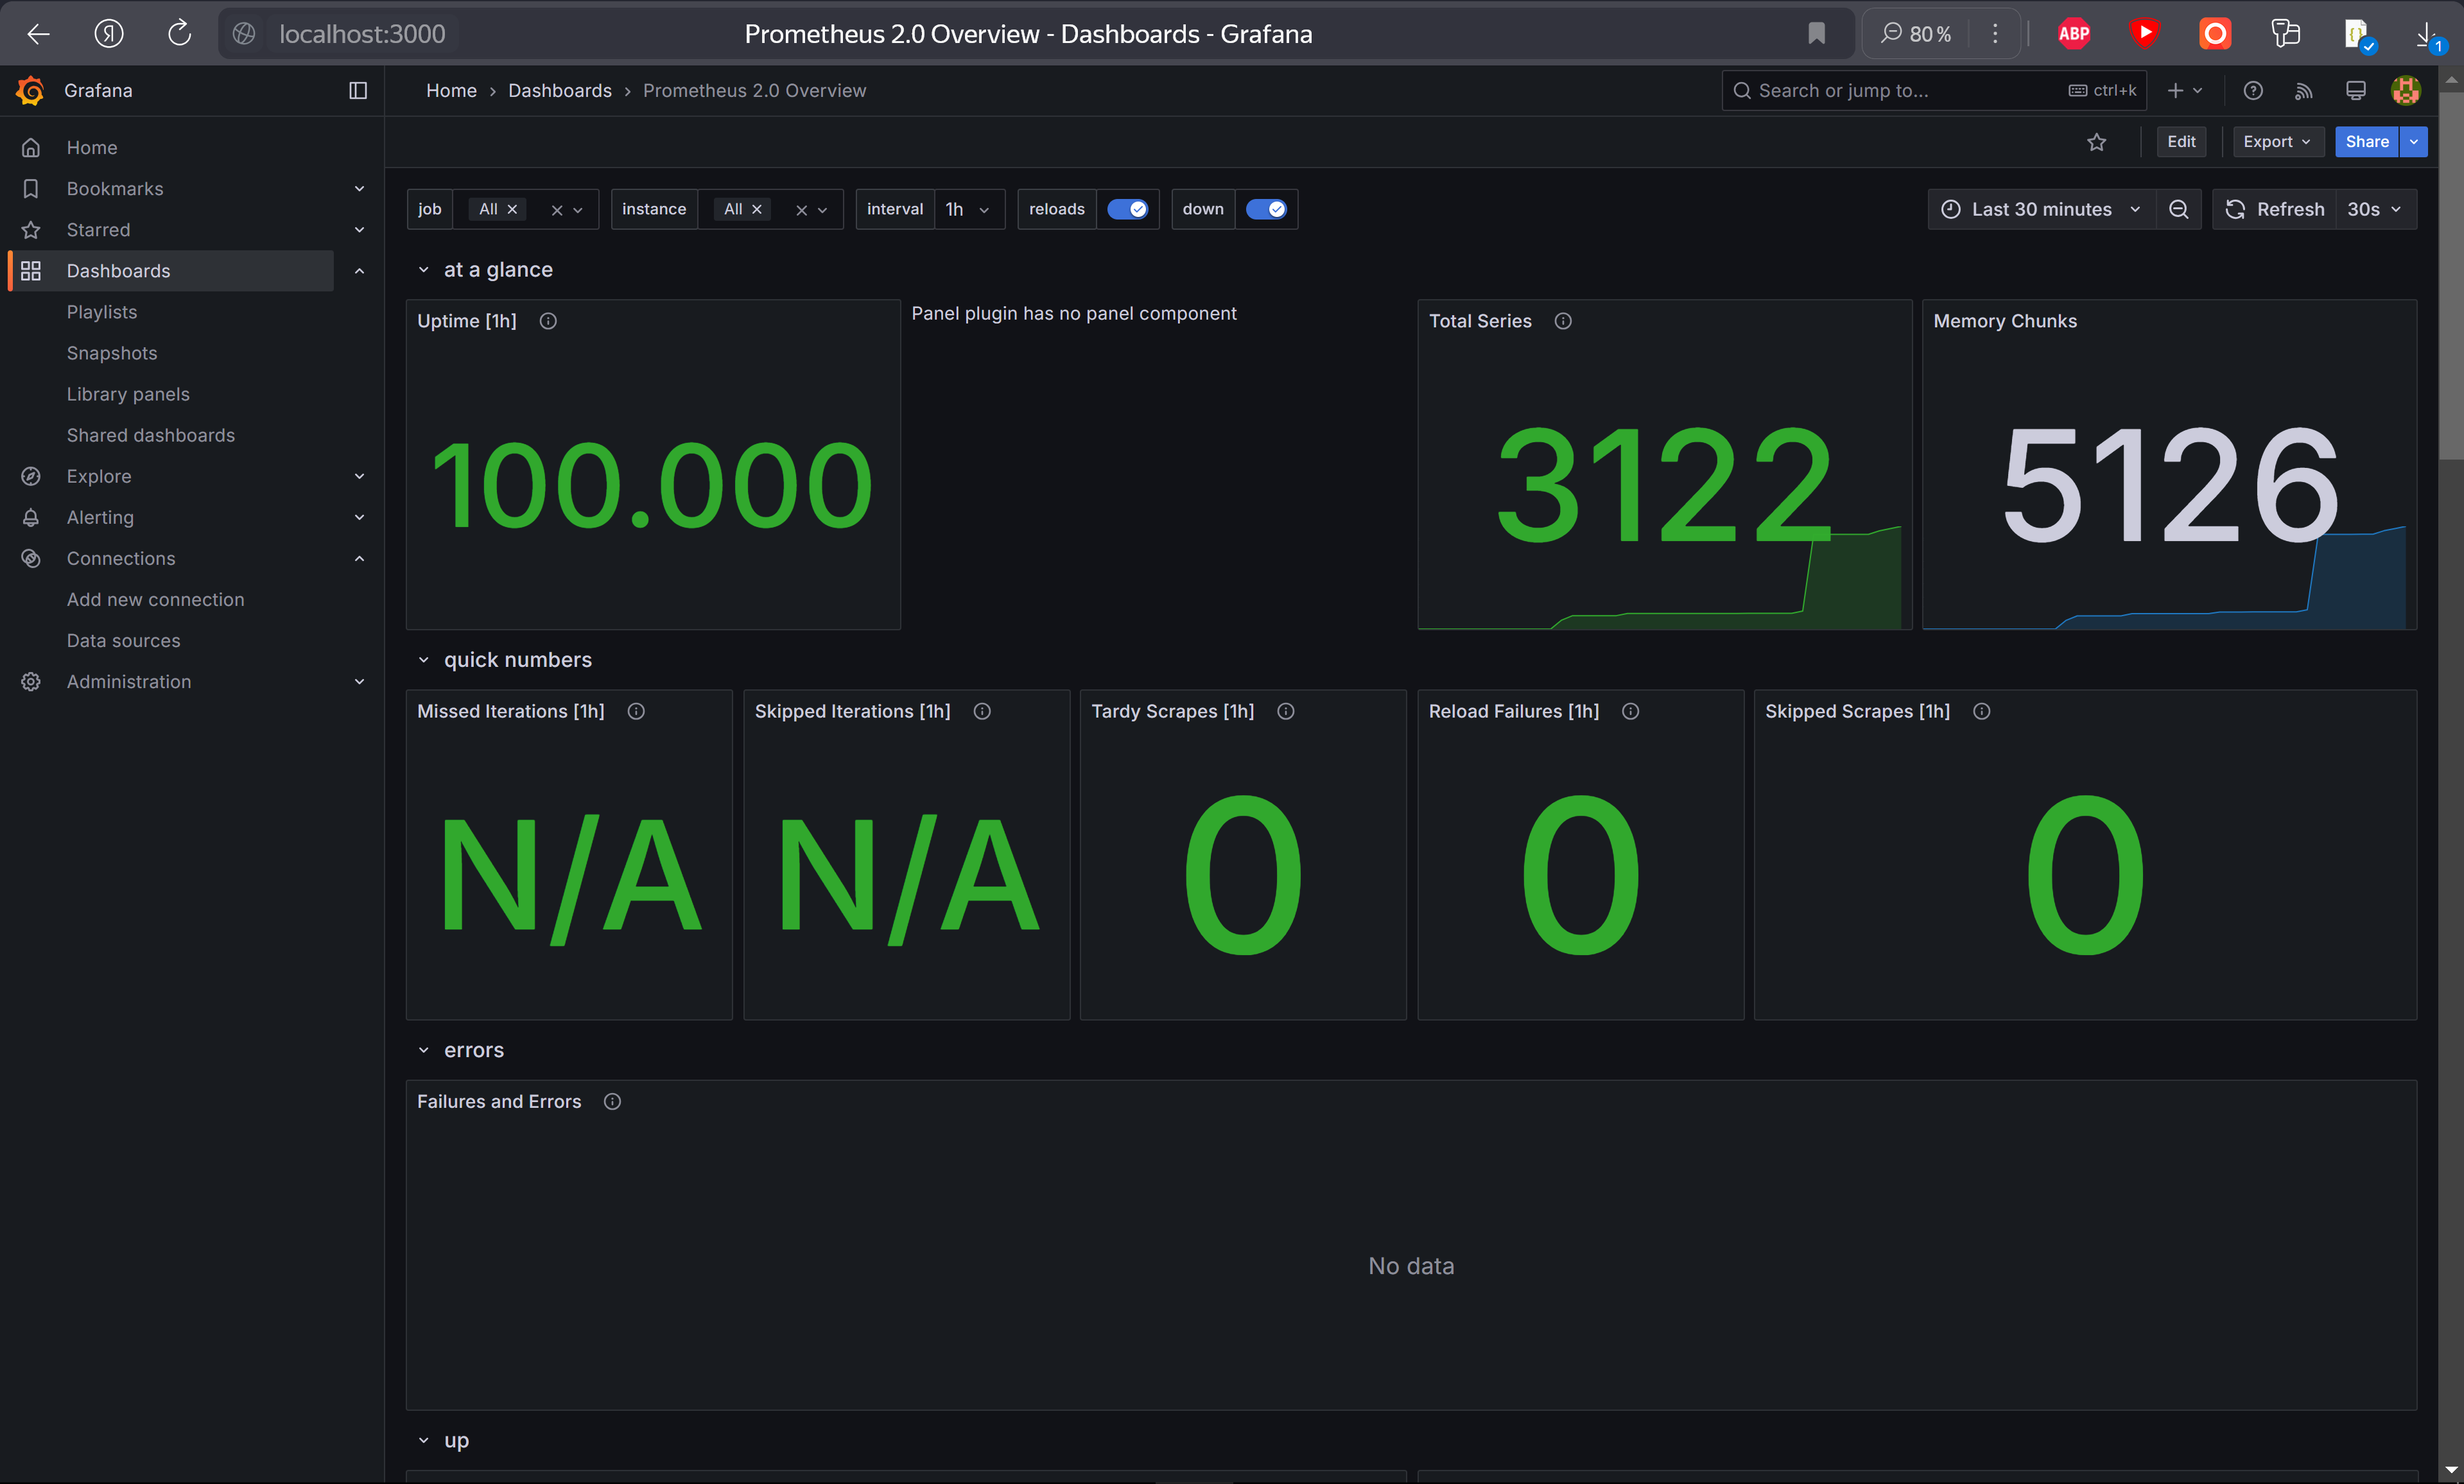 localhost:3000
Prometheus 2.0 Overview - Dashboards - Grafana
80 %
ABP
1
Grafana
Home › Dashboards › Prometheus 2.0 Overview
Search or jump to...
ctrl+k
Home
Bookmarks
Starred
Dashboards
Playlists
Snapshots
Library panels
Shared dashboards
Explore
Alerting
Connections
Add new connection
Data sources
Administration
Edit
Export
Share
job All
instance All
interval 1h
reloads
down
Last 30 minutes
Refresh 30s
at a glance
Uptime [1h]
100.000
Panel plugin has no panel component
Total Series
3122
Memory Chunks
5126
quick numbers
Missed Iterations [1h]
N/A
Skipped Iterations [1h]
N/A
Tardy Scrapes [1h]
0
Reload Failures [1h]
0
Skipped Scrapes [1h]
0
errors
Failures and Errors
No data
up